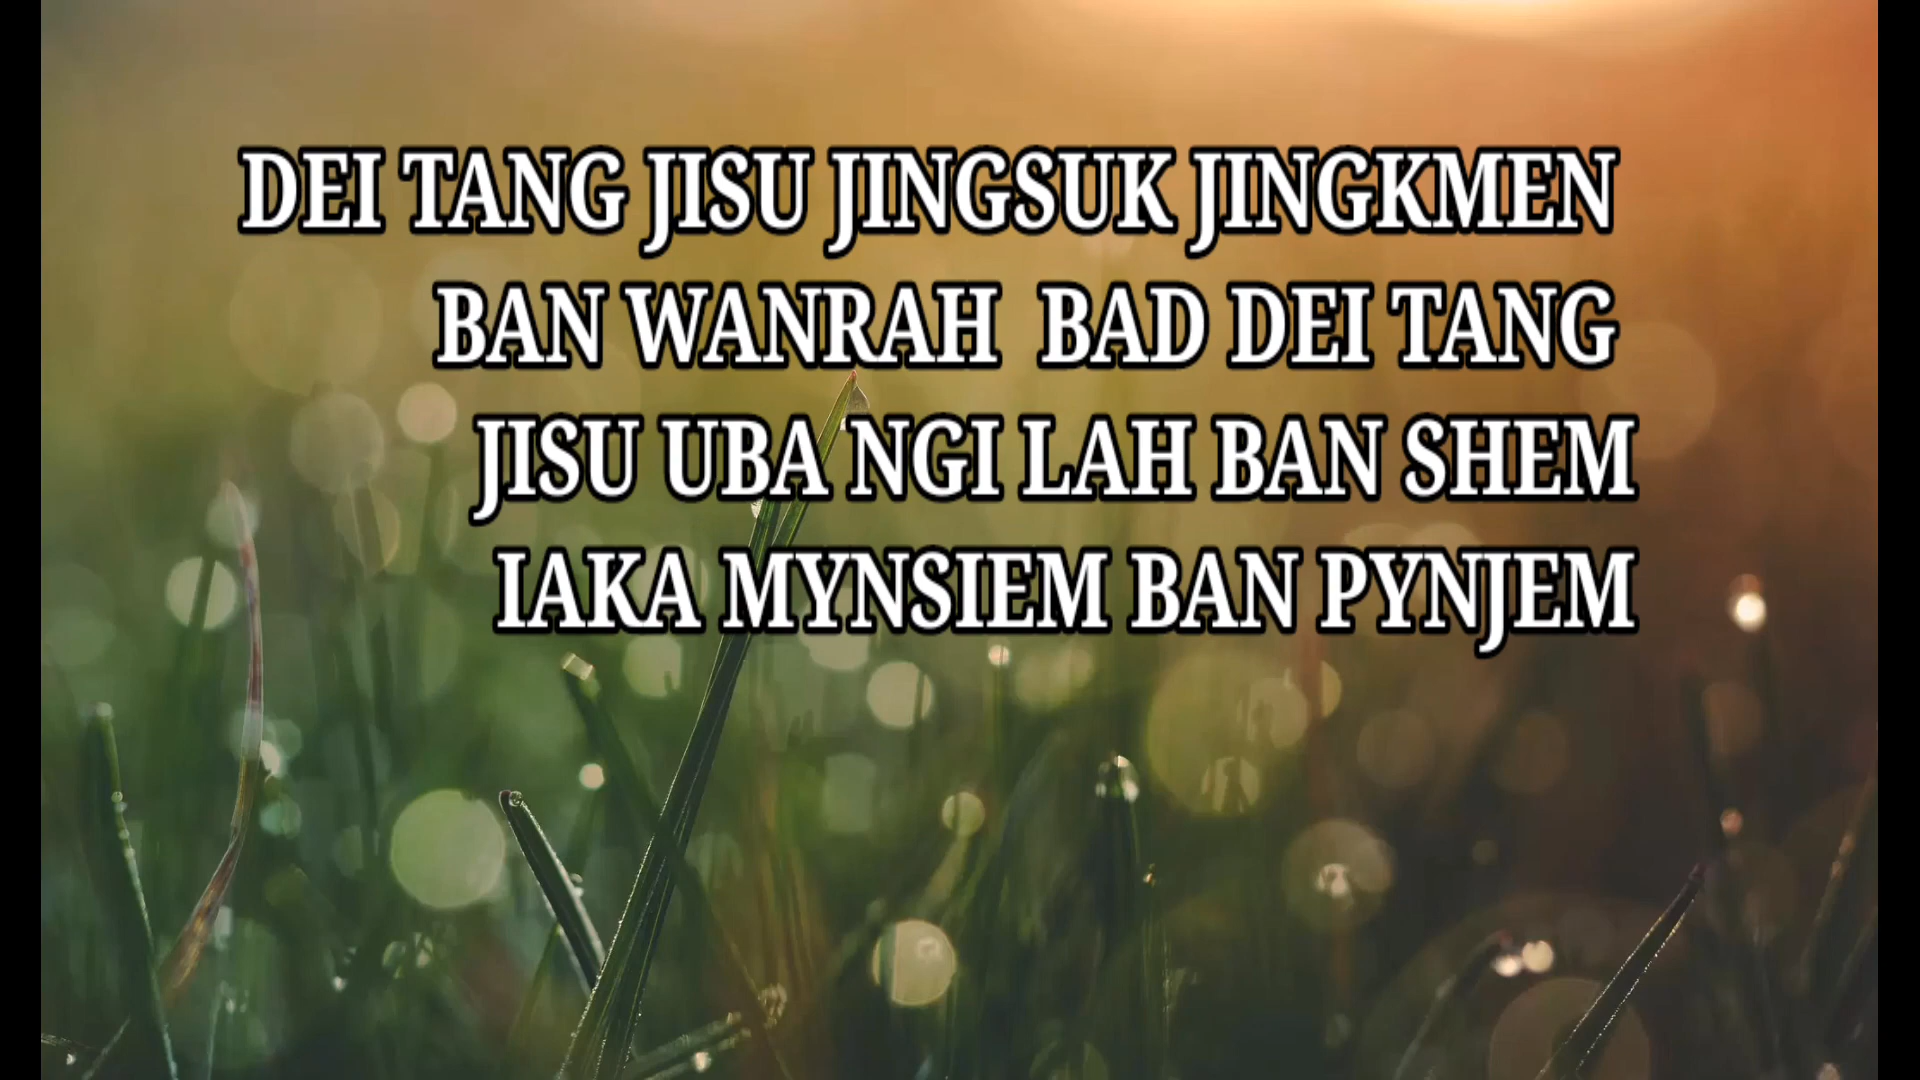 DEI TANG JISU JINGSUK JINGKMEN
BAN WANRAH BAD DEI TANG
JISU UBA NGI LAH BAN SHEM
IAKA MYNSIEM BAN PYNJEM